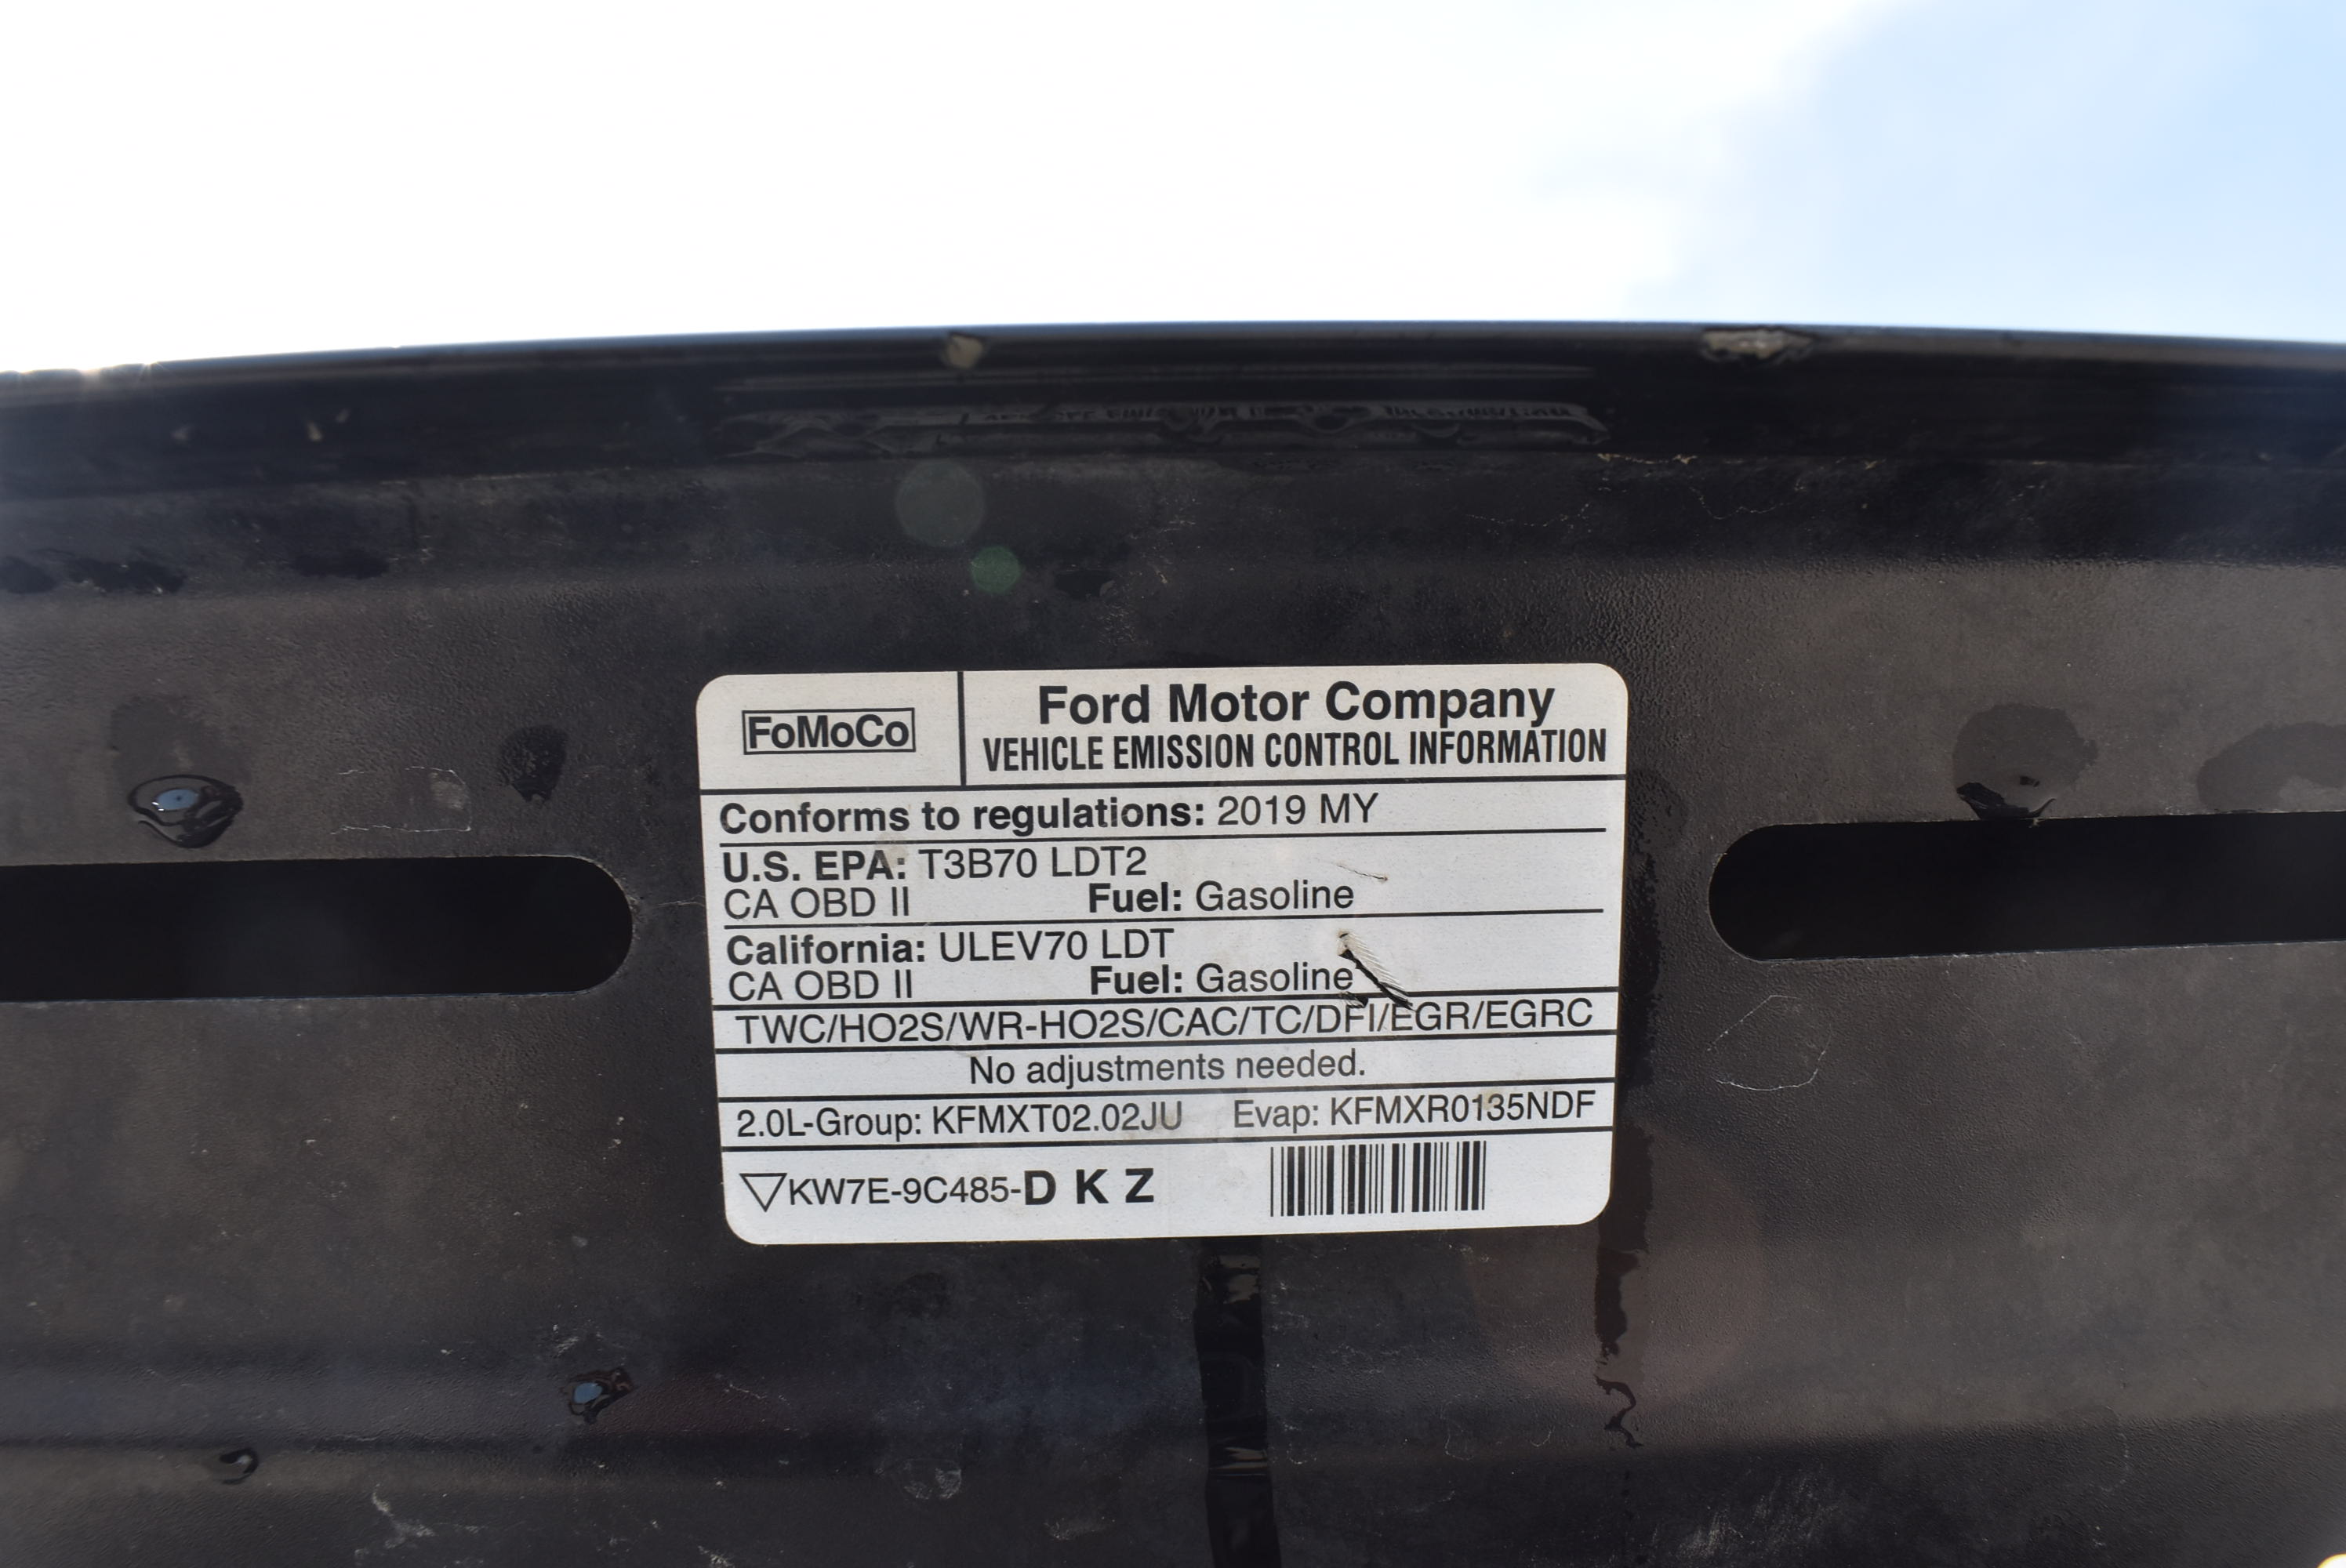 FoMoCo
Ford Motor Company
VEHICLE EMISSION CONTROL INFORMATION
Conforms to regulations: 2019 MY
U.S. EPA: T3B70 LDT2
CA OBD II Fuel: Gasoline
California: ULEV70 LDT
CA OBD II Fuel: Gasoline
TWC/HO2S/WR-HO2S/CAC/TC/DFI/EGR/EGRC
No adjustments needed.
2.0L-Group: KFMXT02.02JU Evap: KFMXR0135NDF
KW7E-9C485-D K Z